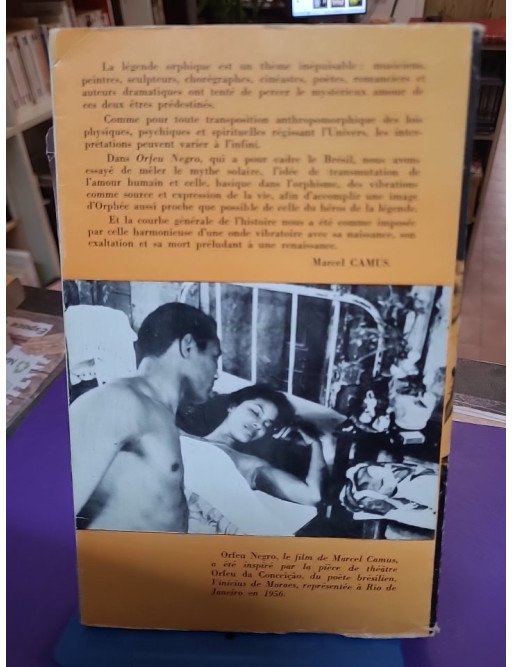 La légende orphique est un thème inépuisable : musiciens,
peintres, sculpteurs, chorégraphes, cinéastes, poètes, romanciers et
auteurs dramatiques ont tenté de percer le mystérieux amour de
ces deux êtres prédestinés.
Comme pour toute transposition anthropomorphique des lois
physiques, psychiques et spirituelles régissant l'Univers, les inter-
prétations peuvent varier à l'infini.
Dans Orfeu Negro, qui a pour cadre le Brésil, nous avons
essayé de mêler le mythe solaire, l'idée de transmutation de
l'amour humain et celle, basique dans l'orphisme, des vibrations
comme source et expression de la vie, afin d'accomplir une image
d'Orphée aussi proche que possible de celle du héros de la légende.
Et la courbe générale de l'histoire nous a été comme imposée
par celle harmonieuse d'une onde vibratoire avec sa naissance, son
exaltation et sa mort préludant à une renaissance.
Marcel CAMUS.
Orfeu Negro, le film de Marcel Camus,
a été inspiré par la pièce de théâtre
Orfeu da Conceição, du poète brésilien,
Vinicius de Moraes, représentée à Rio de
Janeiro en 1956.